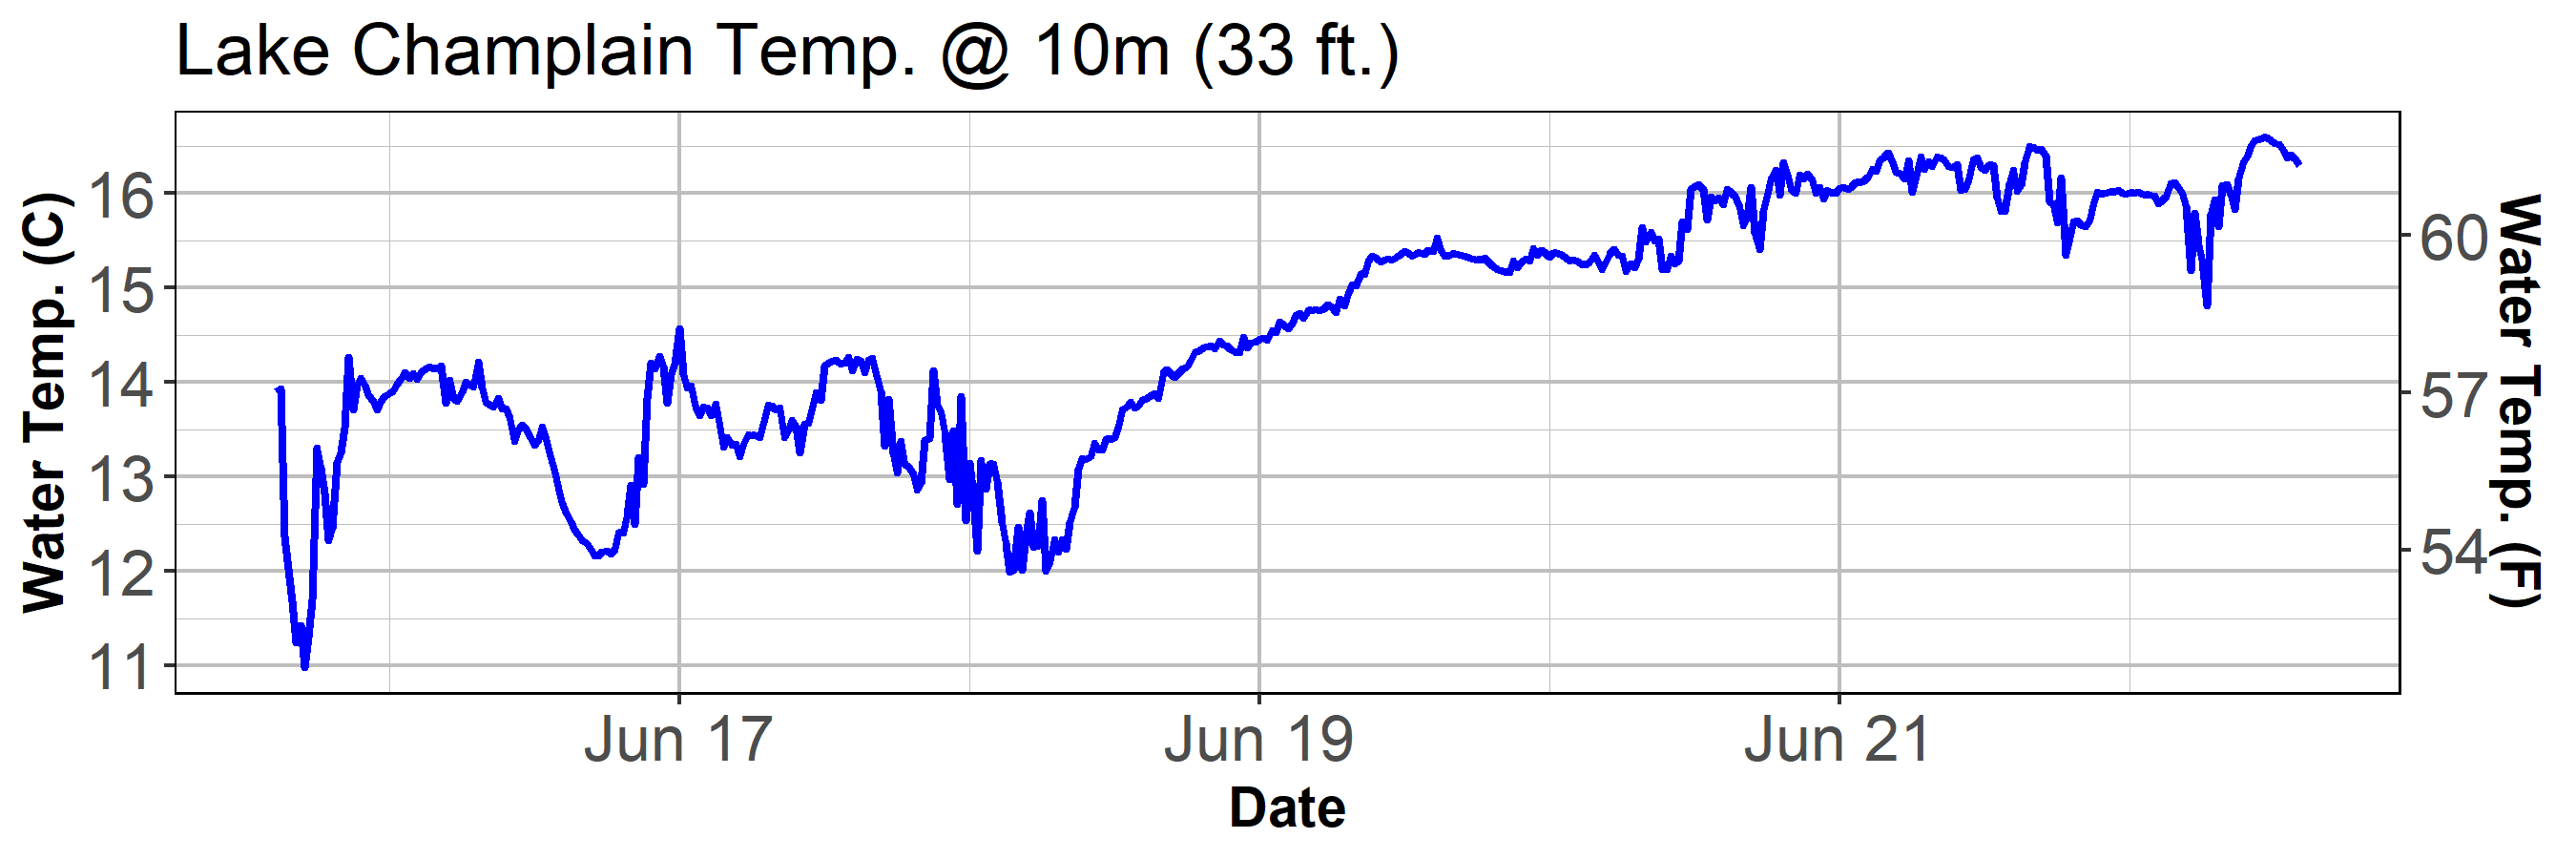 Lake Champlain Temp. @ 10m (33 ft.)
Water Temp. (C)
16
15
14
13
12
11
60
57
54
Water Temp. (F)
Jun 17
Jun 19
Jun 21
Date